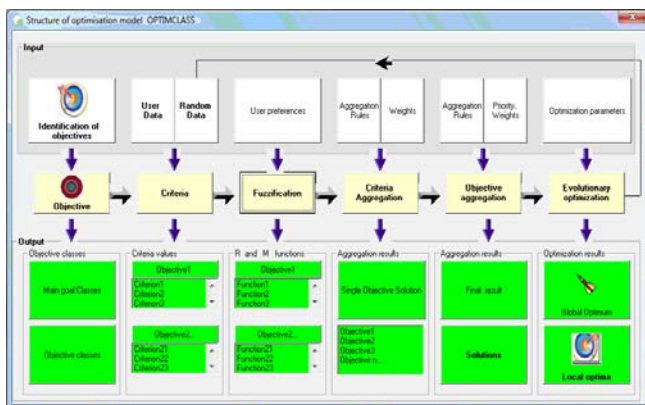 Structure of optimisation model OPTIMCLASS
Input
Identification of
objectives
User
Data
Random
Data
User preferences
Aggregation
Rules
Weights
Aggregation
Rules
Priority,
Weights
Optimization parameters
Objective
Criteria
Fuzzification
Criteria
Aggregation
Objective
aggregation
Evolutionary
optimization
Output
Objective classes
Main goal Classes
Objective classes
Criteria values
Objective1
Criterion1
Criterion2
Criterion3
Objective2...
Criterion21
Criterion22
Criterion23
R and M functions
Objective1
Function1
Function2
Function3
Objective2...
Function21
Function22
Function23
Aggregation results
Single Objective Solution
Objective1
Objective2
Objective3
Objective n...
Aggregation results
Final result
Solutions
Optimization results
Global Optimum
Local optima